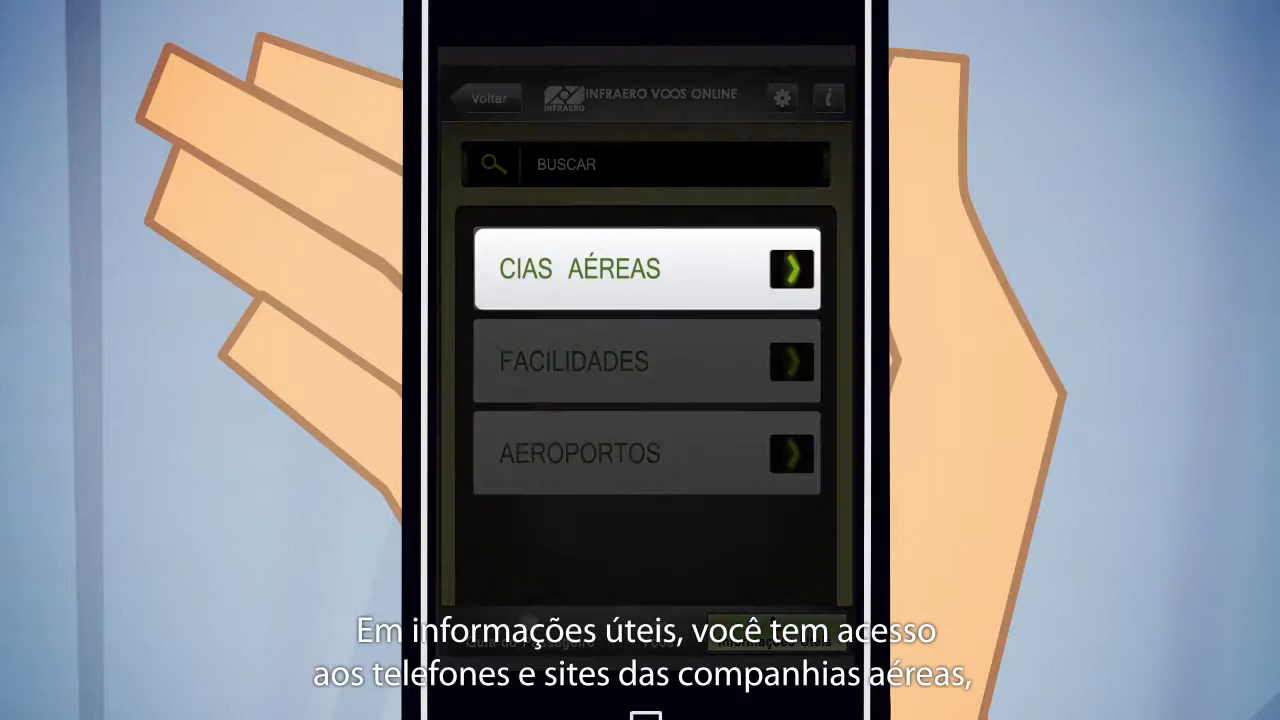 Voltar
INFRAERO
INFRAERO VOOS ONLINE
i
BUSCAR
CIAS AÉREAS
FACILIDADES
AEROPORTOS
Em informações úteis, você tem acesso
aos telefones e sites das companhias aéreas,